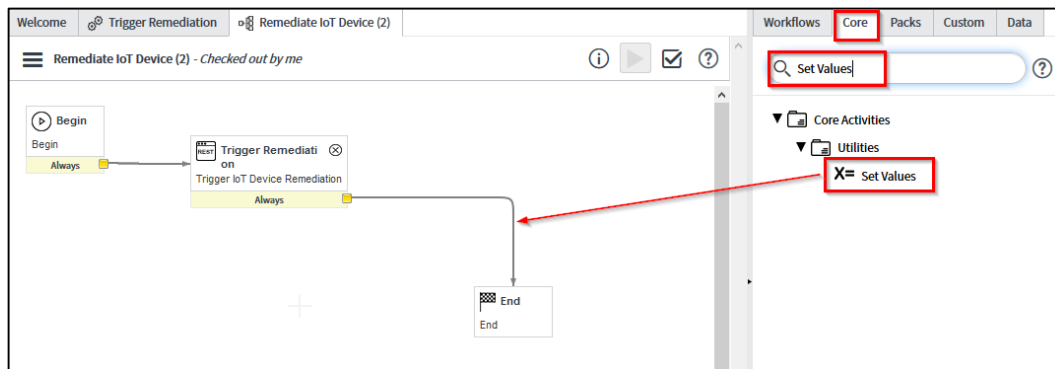 Welcome Trigger Remediation Remediate IoT Device (2)
Workflows Core Packs Custom Data
Remediate IoT Device (2) - Checked out by me
Set Values
Begin
Begin
Always
REST Trigger Remediati
on
Trigger IoT Device Remediation
Always
End
End
Core Activities
Utilities
X= Set Values